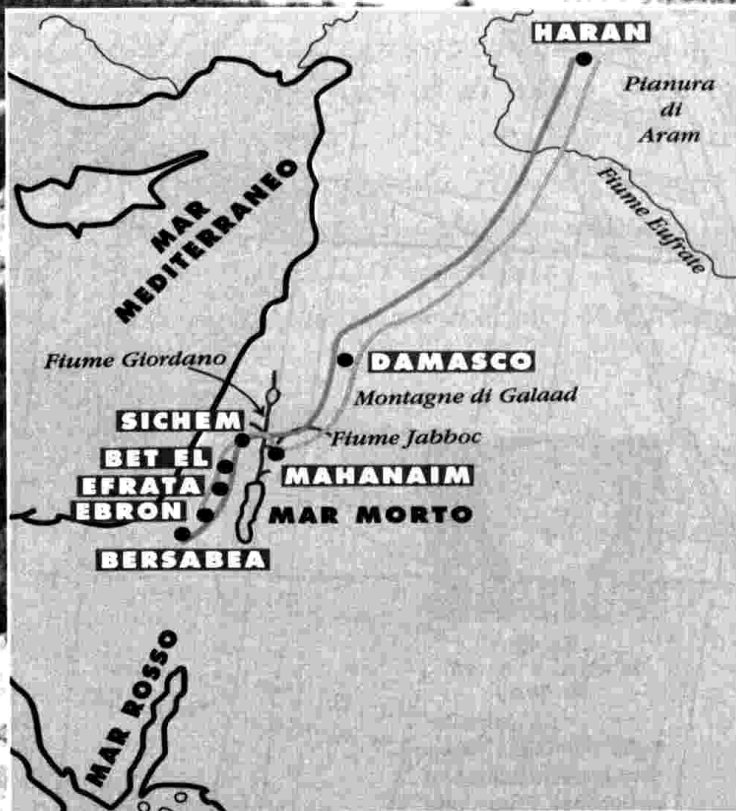 HARAN
Pianura
di
Aram
Fiume Eufrate
MAR
MEDITERRANEO
Fiume Giordano
DAMASCO
Montagne di Galaad
SICHEM
Fiume Jabboc
BET EL
MAHANAIM
EFRATA
EBRON
MAR MORTO
BERSABEA
MAR ROSSO